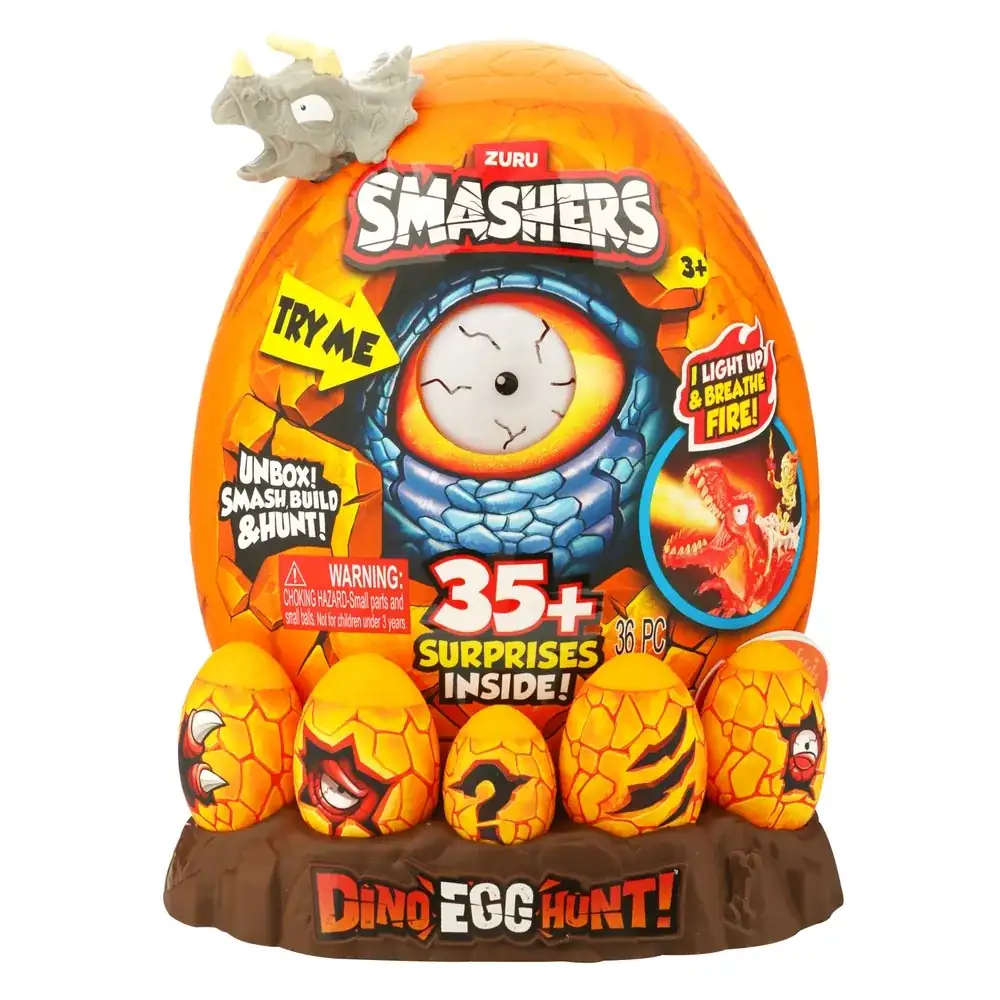 ZURU
SMASHERS
3+
TRY ME
I LIGHT UP
& BREATHE
FIRE!
UNBOX!
SMASH, BUILD
& HUNT!
WARNING:
CHOKING HAZARD-Small parts and
small balls. Not for children under 3 years.
35+
SURPRISES
INSIDE!
36 PC
?
DINO EGG HUNT!